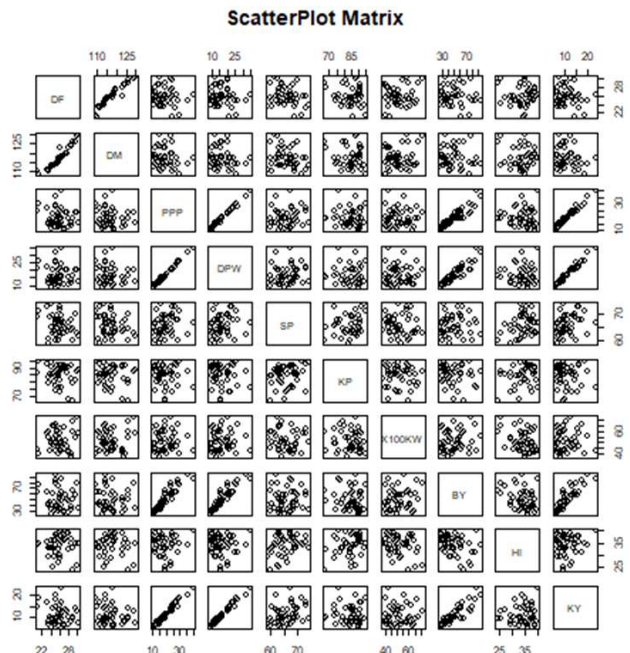 ScatterPlot Matrix
110 125 10 25 70 85 30 70 10 20
DF 22 28
110 125 DM
PPP 10 30
10 25 DPW
SP 60 70
70 90 KP
X100KW 40 60
30 70 BY
HI 25 35
10 20 KY
22 28 10 30 60 70 40 60 25 35